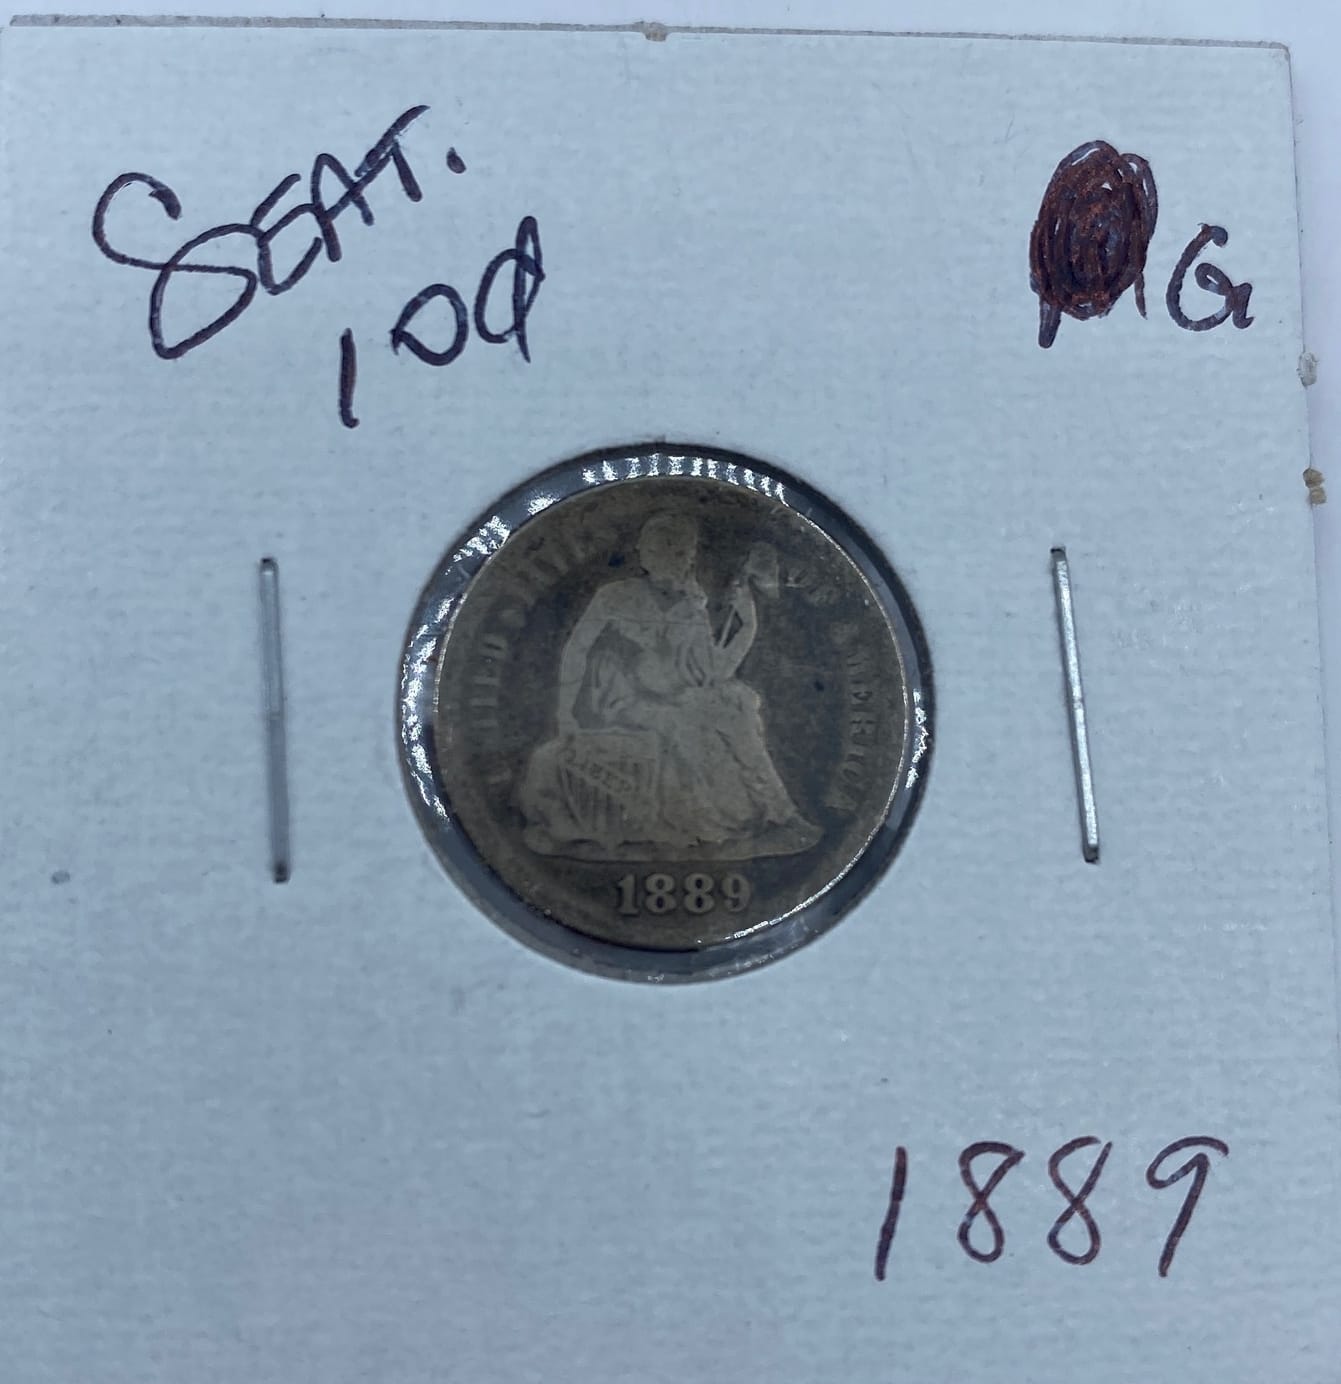 SEAT.
10¢
G
UNITED STATES OF AMERICA
LIBERTY
1889
1889